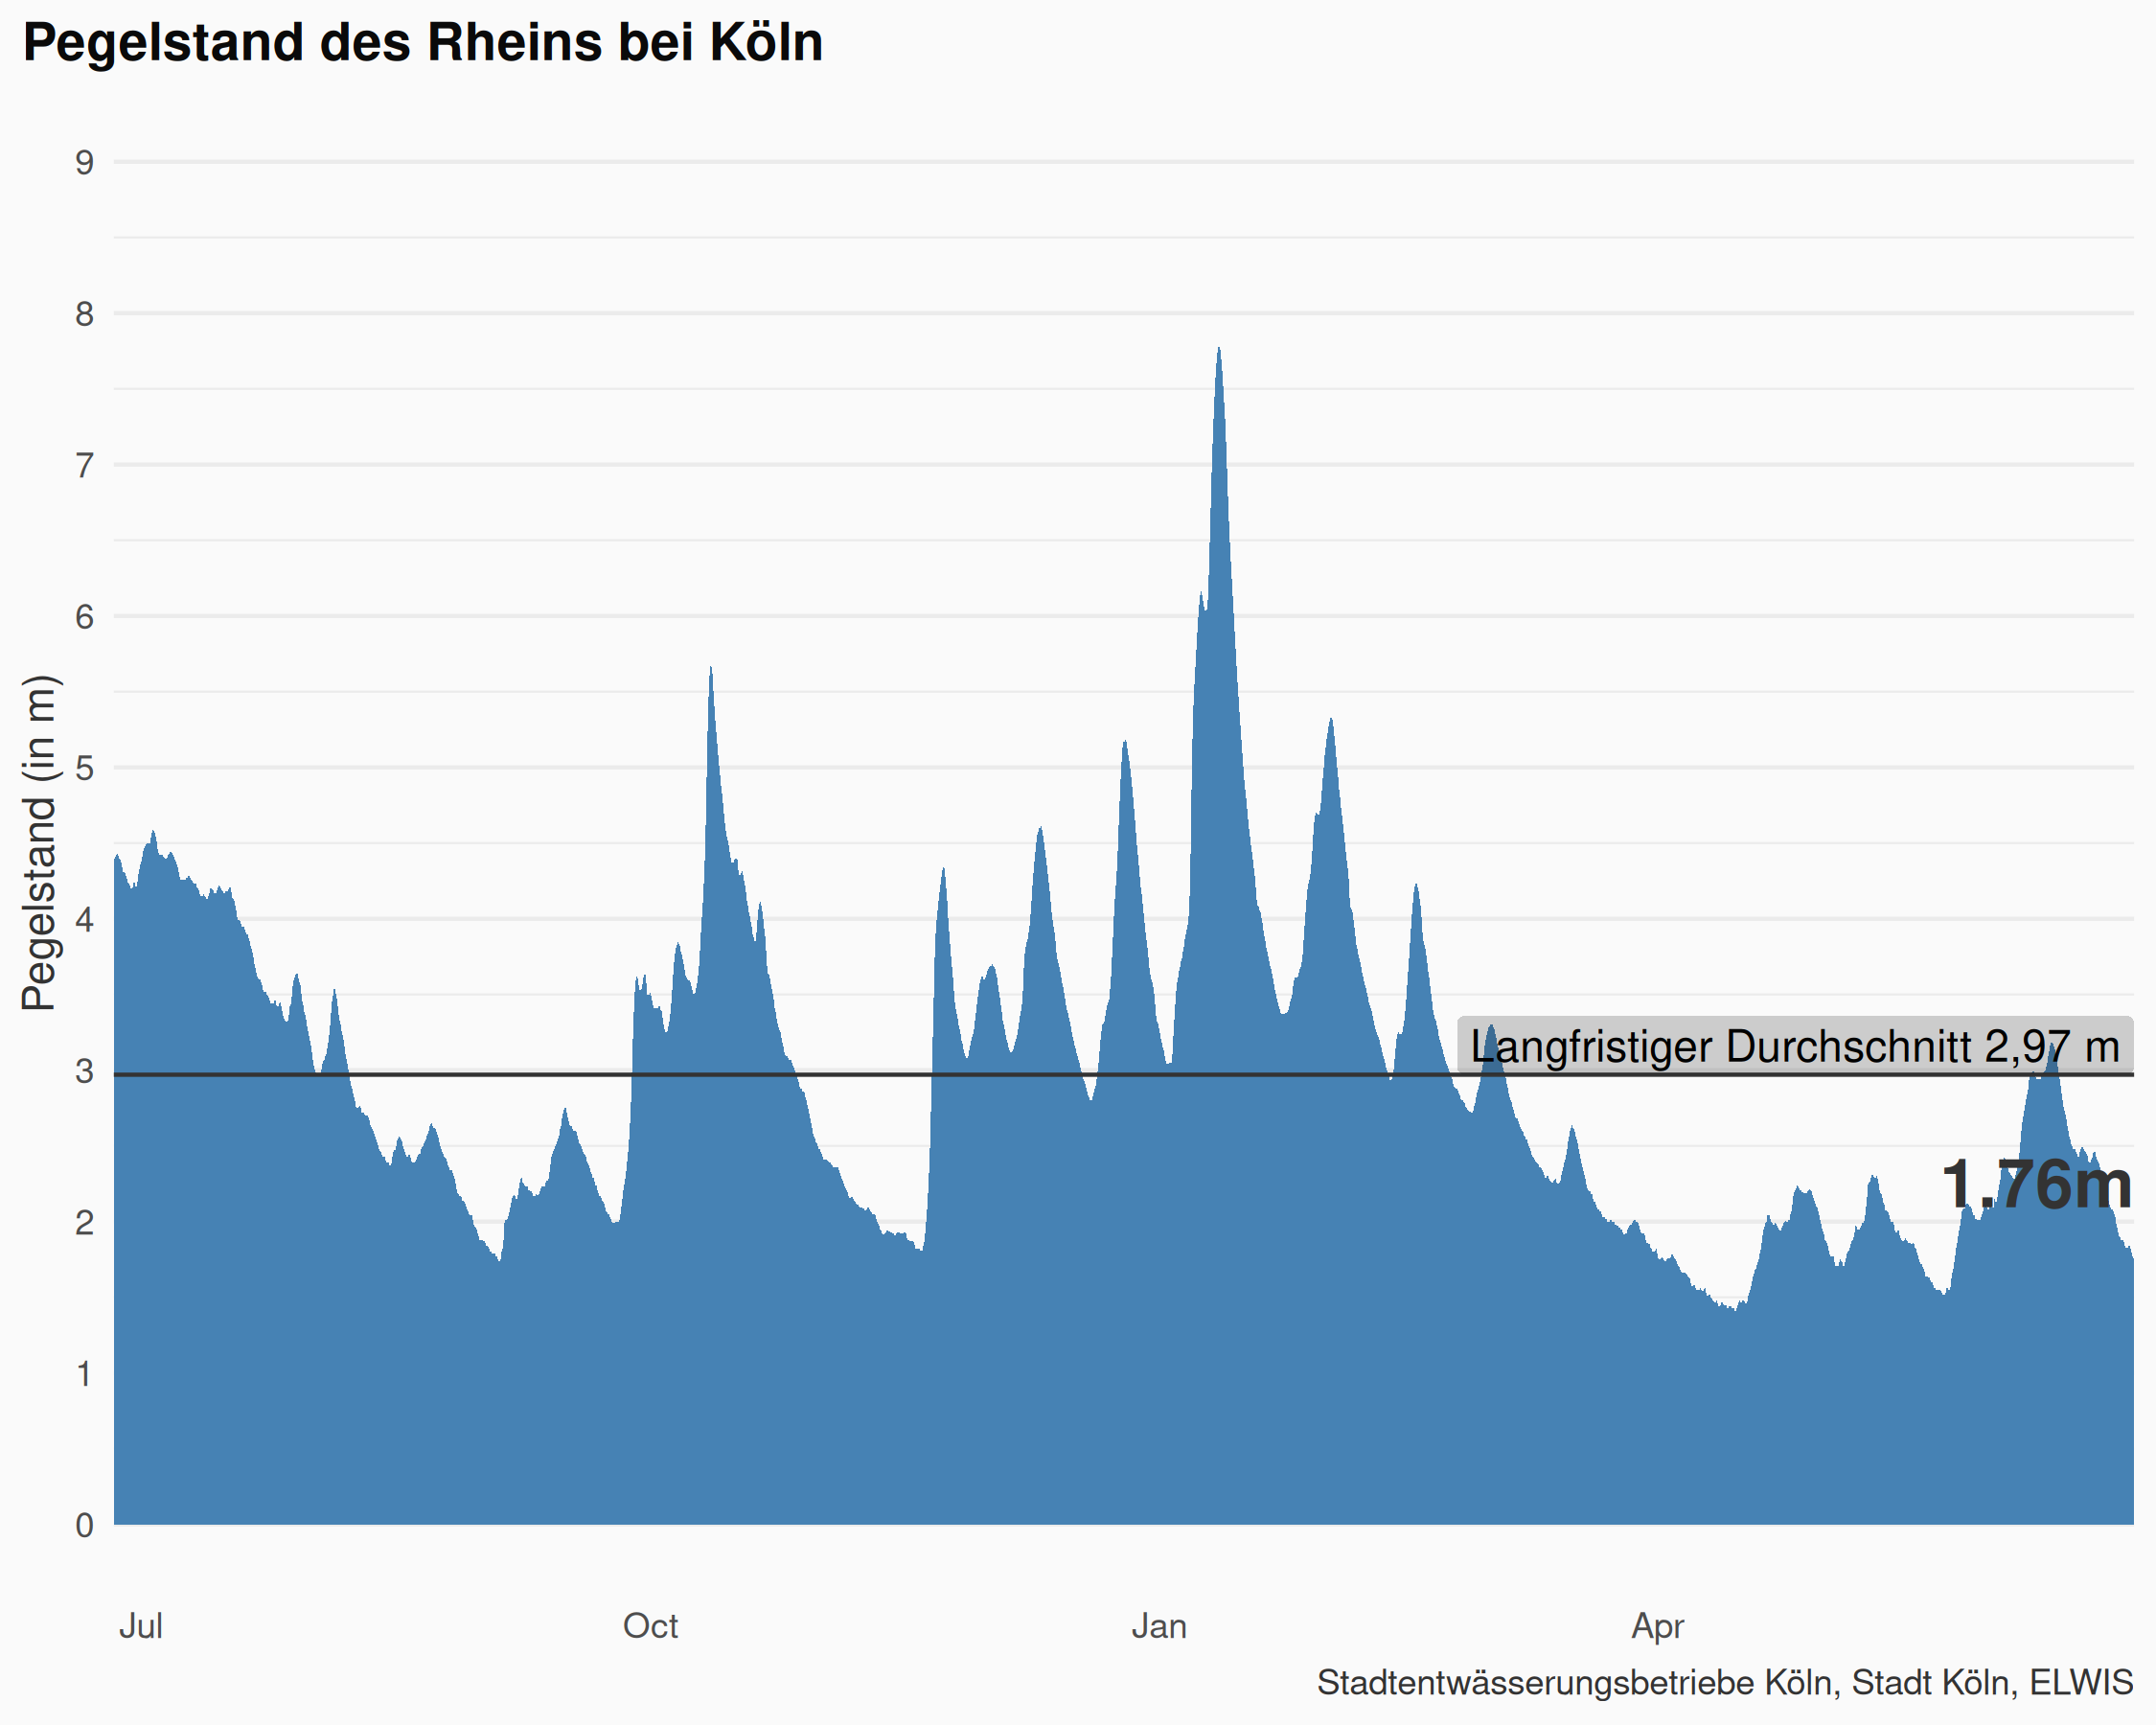 Pegelstand des Rheins bei Köln
Pegelstand (in m)
9
8
7
6
5
4
3
2
1
0
Langfristiger Durchschnitt 2,97 m
1.76m
Jul
Oct
Jan
Apr
Stadtentwässerungsbetriebe Köln, Stadt Köln, ELWIS